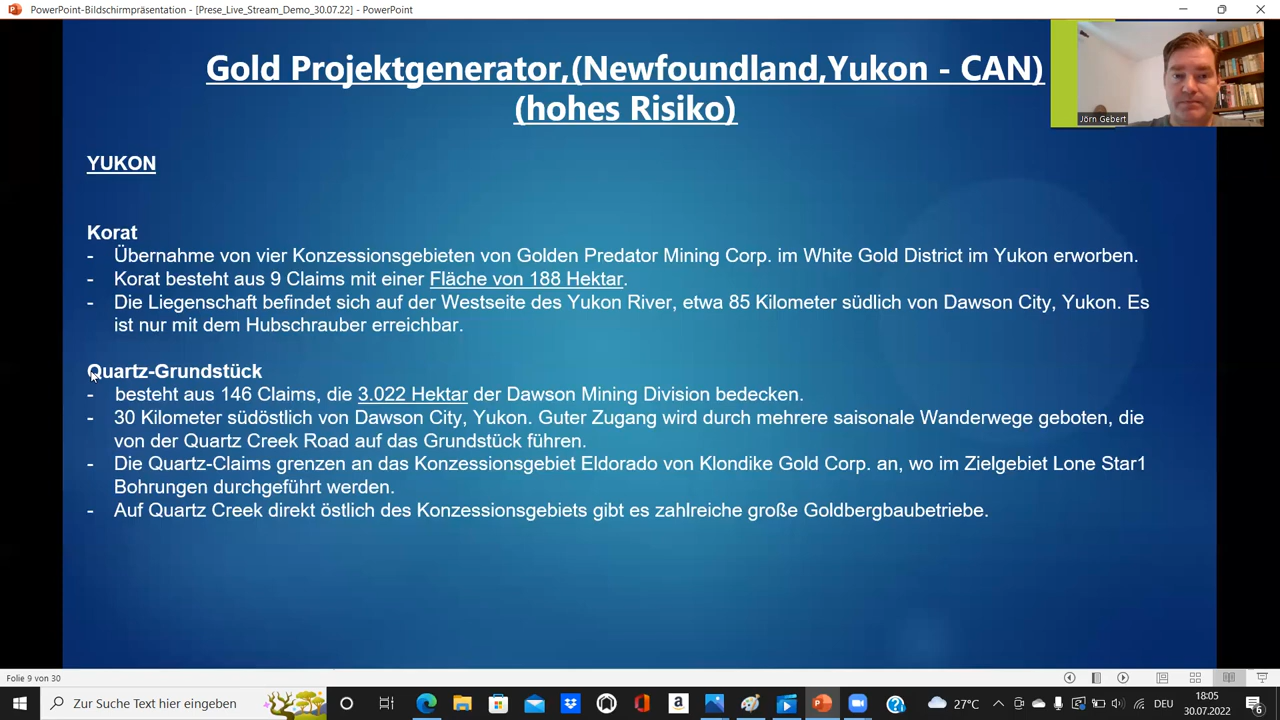 PowerPoint-Bildschirmpräsentation - [Prese_Live_Stream_Demo_30.07.22] - PowerPoint
Gold Projektgenerator,(Newfoundland,Yukon - CAN)
(hohes Risiko)
Jörn Gebert
YUKON
Korat
- Übernahme von vier Konzessionsgebieten von Golden Predator Mining Corp. im White Gold District im Yukon erworben.
- Korat besteht aus 9 Claims mit einer Fläche von 188 Hektar.
- Die Liegenschaft befindet sich auf der Westseite des Yukon River, etwa 85 Kilometer südlich von Dawson City, Yukon. Es
ist nur mit dem Hubschrauber erreichbar.
Quartz-Grundstück
- besteht aus 146 Claims, die 3.022 Hektar der Dawson Mining Division bedecken.
- 30 Kilometer südöstlich von Dawson City, Yukon. Guter Zugang wird durch mehrere saisonale Wanderwege geboten, die
von der Quartz Creek Road auf das Grundstück führen.
- Die Quartz-Claims grenzen an das Konzessionsgebiet Eldorado von Klondike Gold Corp. an, wo im Zielgebiet Lone Star1
Bohrungen durchgeführt werden.
- Auf Quartz Creek direkt östlich des Konzessionsgebiets gibt es zahlreiche große Goldbergbaubetriebe.
Folie 9 von 30
Zur Suche Text hier eingeben
27°C
DEU
18:05
30.07.2022
6